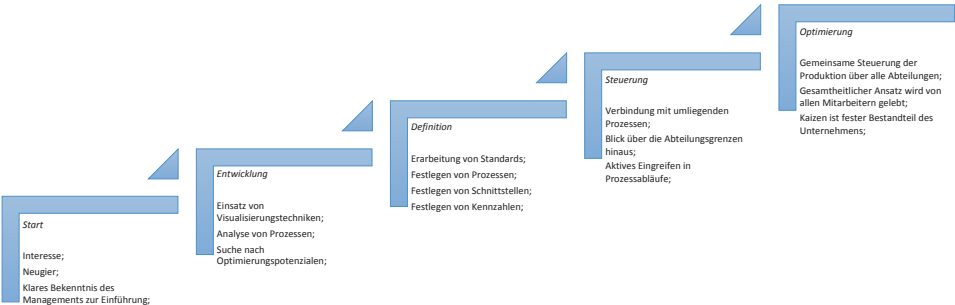 Start
Interesse;
Neugier;
Klares Bekenntnis des
Managements zur Einführung;
Entwicklung
Einsatz von
Visualisierungstechniken;
Analyse von Prozessen;
Suche nach
Optimierungspotenzialen;
Definition
Erarbeitung von Standards;
Festlegen von Prozessen;
Festlegen von Schnittstellen;
Festlegen von Kennzahlen;
Steuerung
Verbindung mit umliegenden
Prozessen;
Blick über die Abteilungsgrenzen
hinaus;
Aktives Eingreifen in
Prozessabläufe;
Optimierung
Gemeinsame Steuerung der
Produktion über alle Abteilungen;
Gesamtheitlicher Ansatz wird von
allen Mitarbeitern gelebt;
Kaizen ist fester Bestandteil des
Unternehmens;